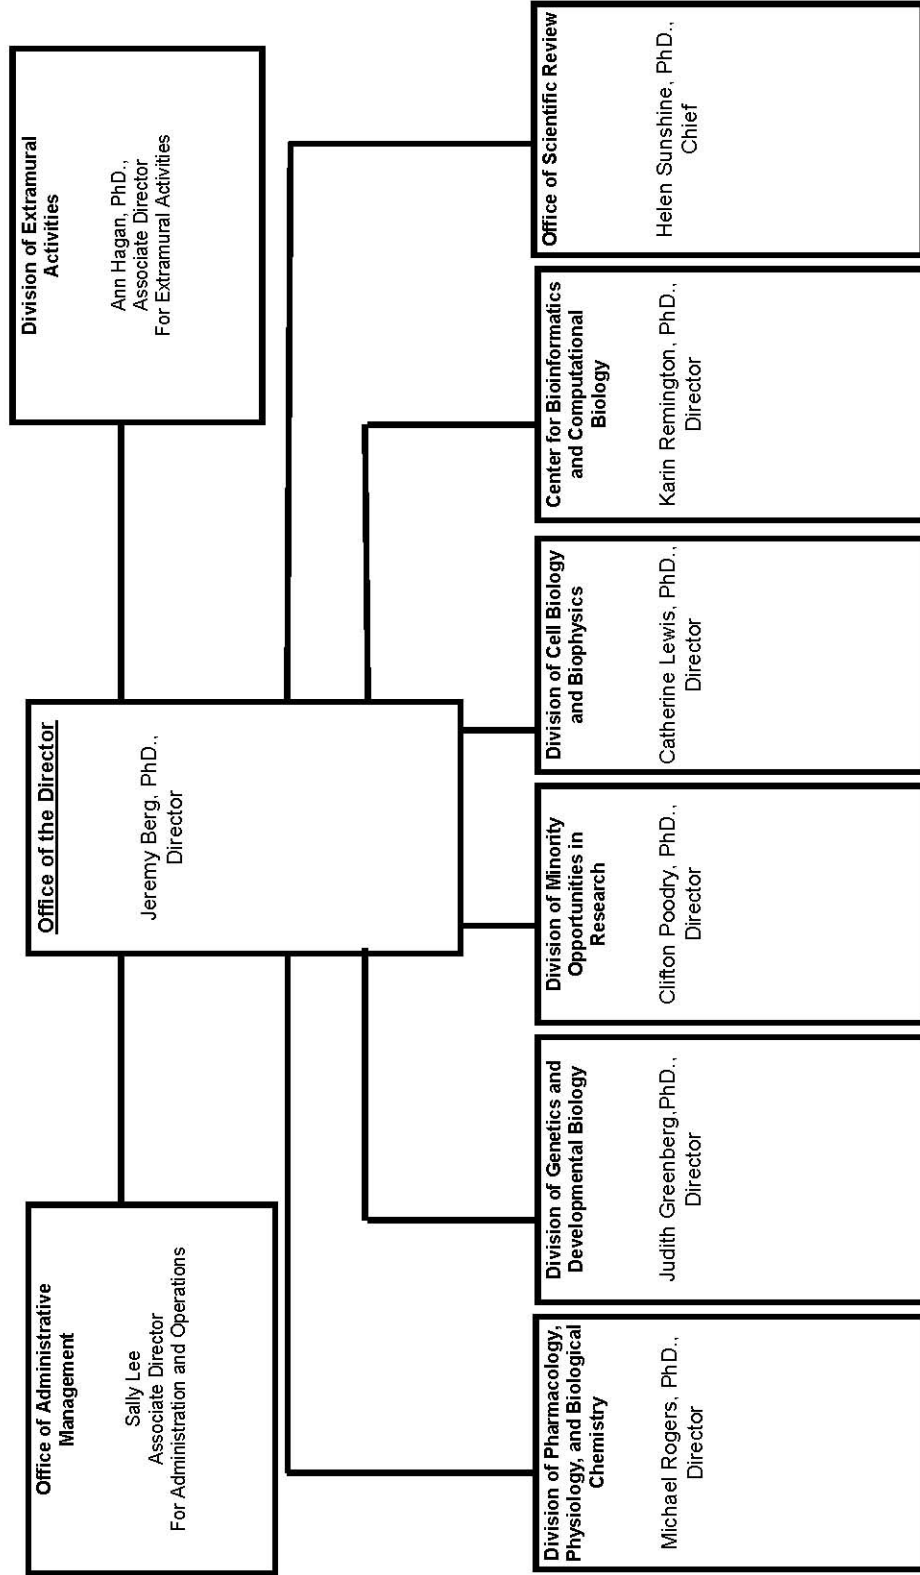 Office of Administrative
Management
Sally Lee
Associate Director
For Administration and Operations
Office of the Director
Jeremy Berg, PhD.,
Director
Division of Extramural
Activities
Ann Hagan, PhD.,
Associate Director
For Extramural Activities
Division of Pharmacology,
Physiology, and Biological
Chemistry
Michael Rogers, PhD.,
Director
Division of Genetics and
Developmental Biology
Judith Greenberg,PhD.,
Director
Division of Minority
Opportunities in
Research
Clifton Poodry, PhD.,
Director
Division of Cell Biology
and Biophysics
Catherine Lewis, PhD.,
Director
Center for Bioinformatics
and Computational
Biology
Karin Remington, PhD.,
Director
Office of Scientific Review
Helen Sunshine, PhD.,
Chief